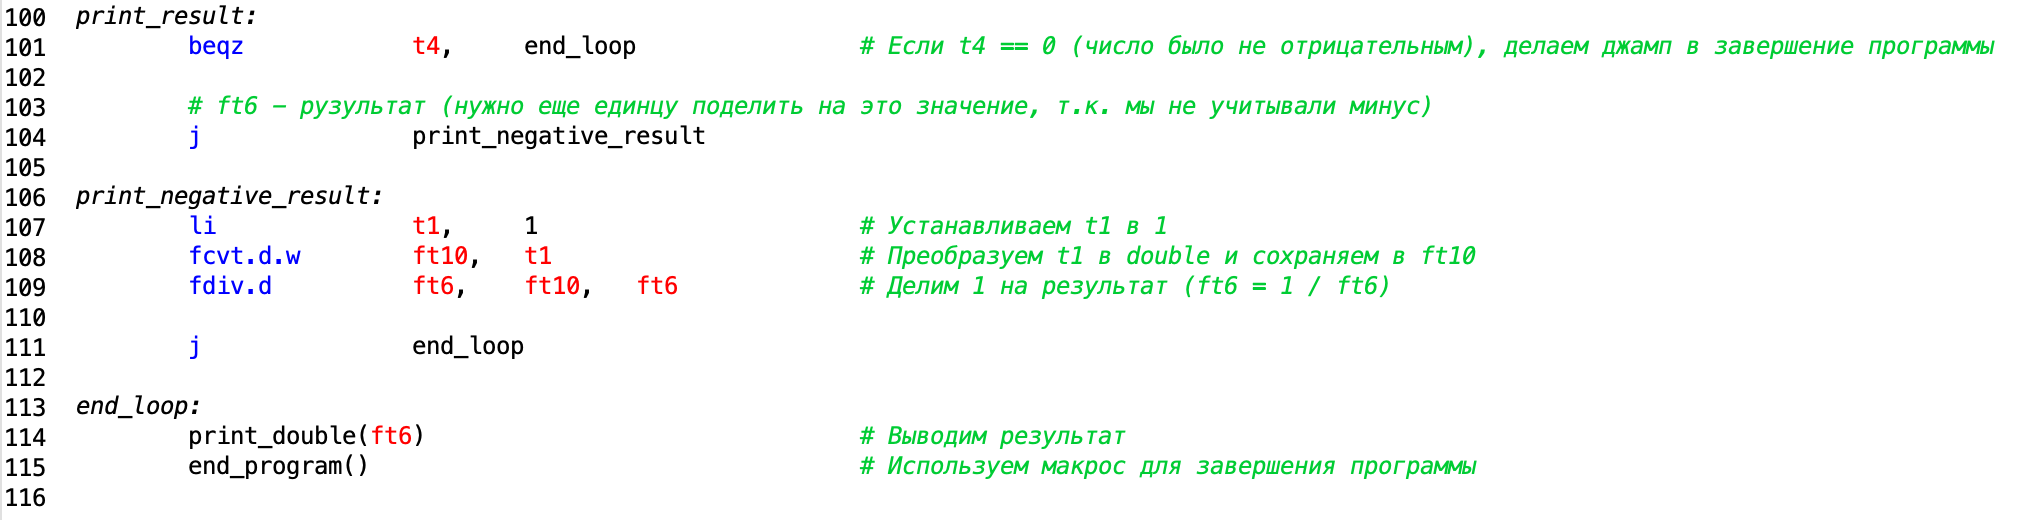 100 print_result:
101 beqz t4, end_loop # Если t4 == 0 (число было не отрицательным), делаем джамп в завершение программы
102
103 # ft6 – рузультат (нужно еще единцу поделить на это значение, т.к. мы не учитывали минус)
104 j print_negative_result
105
106 print_negative_result:
107 li t1, 1 # Устанавливаем t1 в 1
108 fcvt.d.w ft10, t1 # Преобразуем t1 в double и сохраняем в ft10
109 fdiv.d ft6, ft10, ft6 # Делим 1 на результат (ft6 = 1 / ft6)
110
111 j end_loop
112
113 end_loop:
114 print_double(ft6) # Выводим результат
115 end_program() # Используем макрос для завершения программы
116